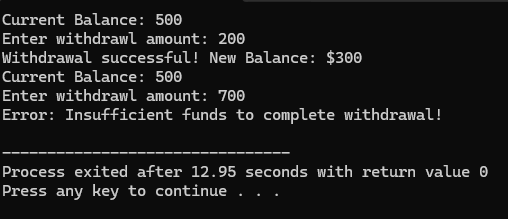 Current Balance: 500
Enter withdrawl amount: 200
Withdrawal successful! New Balance: $300
Current Balance: 500
Enter withdrawl amount: 700
Error: Insufficient funds to complete withdrawal!
--------------------------------
Process exited after 12.95 seconds with return value 0
Press any key to continue . . .